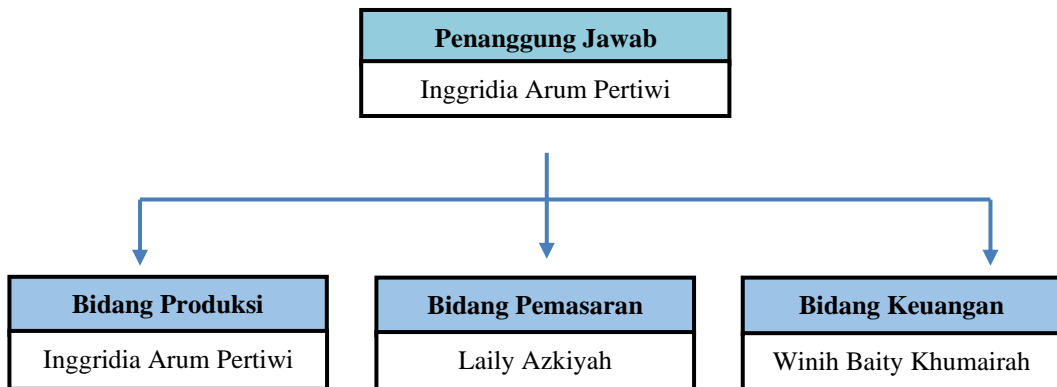 Penanggung Jawab
Inggridia Arum Pertiwi
Bidang Produksi
Inggridia Arum Pertiwi
Bidang Pemasaran
Laily Azkiyah
Bidang Keuangan
Winih Baity Khumairah